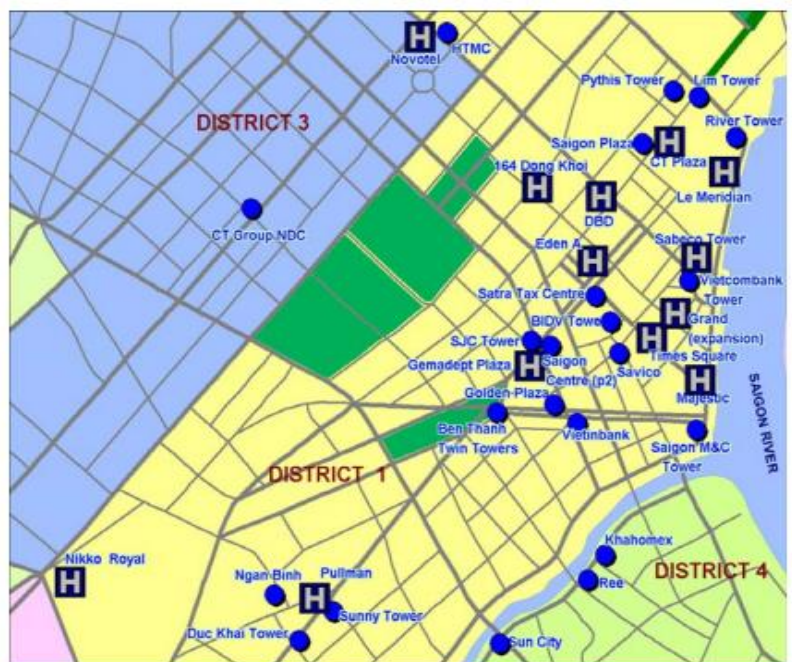 H
HTMC
Novotel
Pythis Tower
Lim Tower
DISTRICT 3
River Tower
Saigon Plaza
H
CT Plaza
164 Dong Khoi
H
H
Le Meridian
H
DBD
CT Group NDC
Eden A
H
Sabeco Tower
H
Vietcombank
Tower
Satra Tax Centre
H
Grand
(expansion)
BIDV Tower
SJC Tower
H
Times Square
Gemadept Plaza
H
Saigon
Centre (p2)
Savico
H
Majestic
SAIGON RIVER
Golden Plaza
Ben Thanh
Twin Towers
Vietinbank
Saigon M&C
Tower
DISTRICT 1
Khahomex
Nikko Royal
H
Ngan Binh
Pullman
H
Ree
DISTRICT 4
Sunny Tower
Duc Khai Tower
Sun City